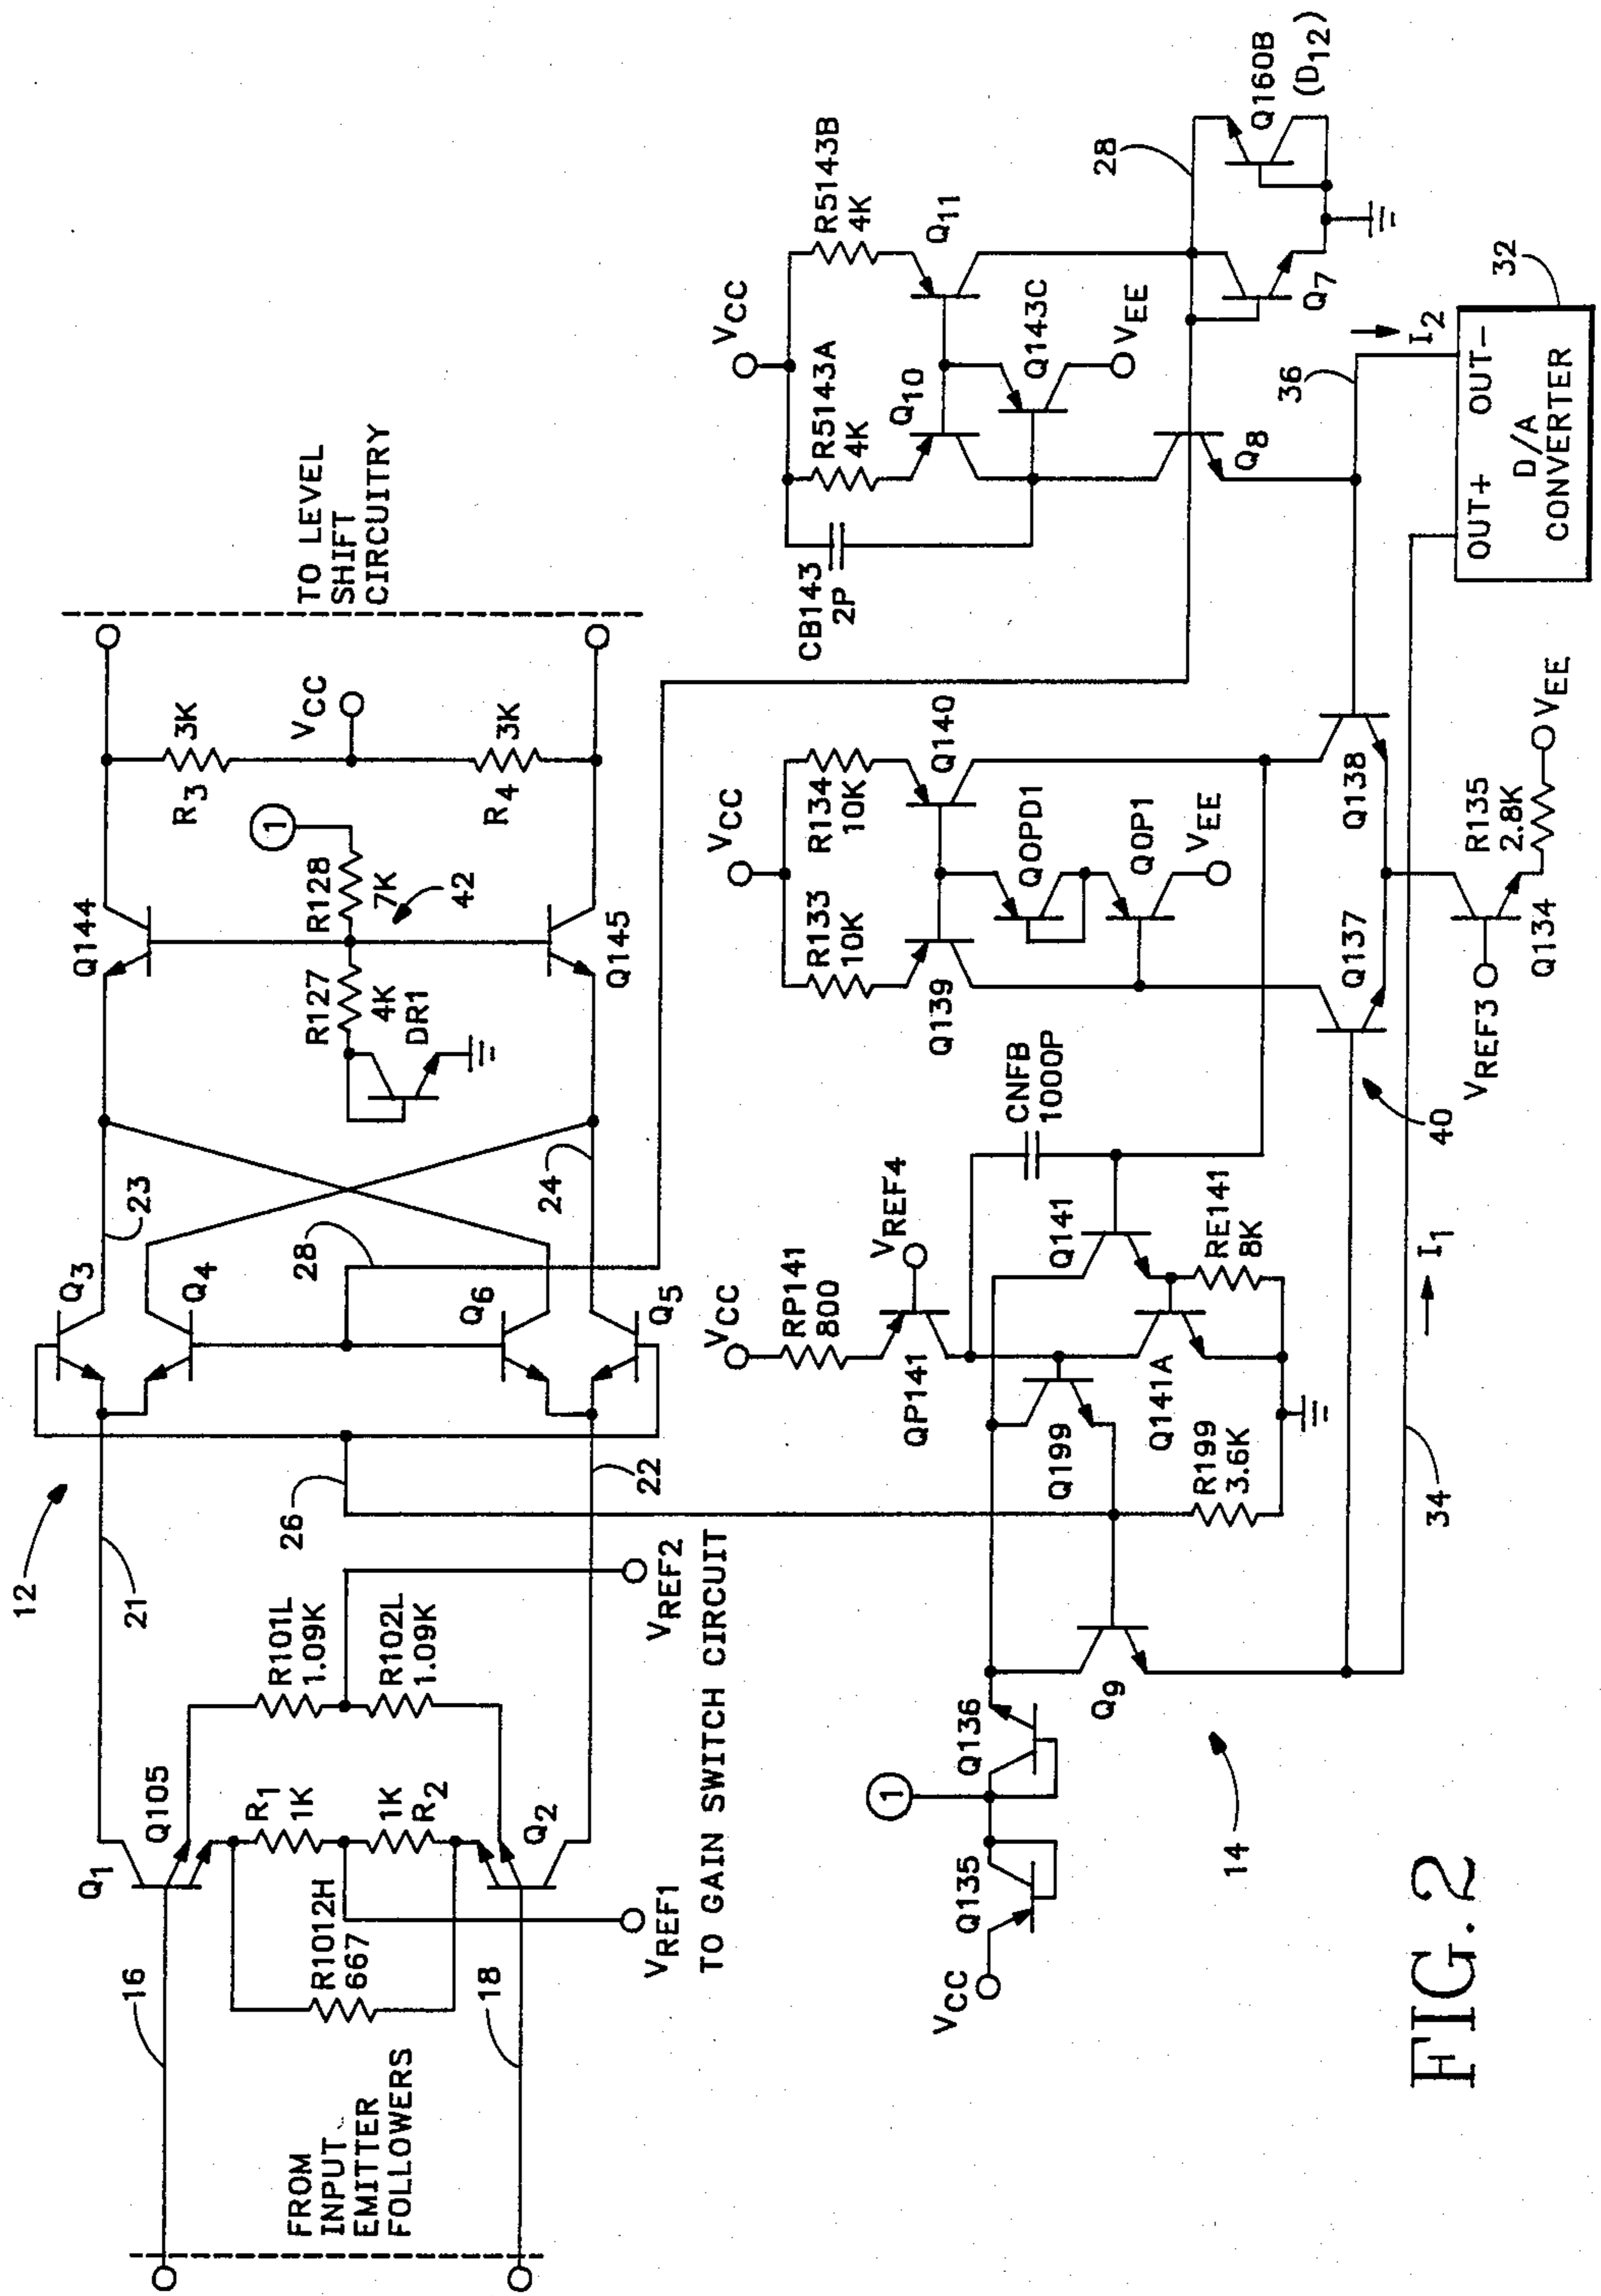 12
FROM
INPUT
EMITTER
FOLLOWERS
16
18
Q1
Q105
R1
1K
1K
R2
R1012H
667
R101L
1.09K
R102L
1.09K
VREF1
VREF2
TO GAIN SWITCH CIRCUIT
Q2
21
22
26
28
Q3
Q4
Q6
Q5
23
24
Q144
Q145
R127
4K
DR1
R128
7K
42
1
R3
3K
VCC
R4
3K
TO LEVEL
SHIFT
CIRCUITRY
VCC
Q135
1
Q136
14
Q9
VCC
RP141
800
QP141
VREF4
Q199
Q141A
Q141
R199
3.6K
RE141
8K
CNFB
1000P
34
I1
40
VCC
R133
10K
R134
10K
Q139
Q140
QOPD1
QOP1
VEE
Q137
Q138
VREF3
Q134
R135
2.8K
VEE
CB143
2P
VCC
R5143A
4K
R5143B
4K
Q10
Q11
Q143C
VEE
Q8
28
Q7
Q160B
(D12)
36
I2
OUT+
OUT-
D/A
CONVERTER
32
FIG.2